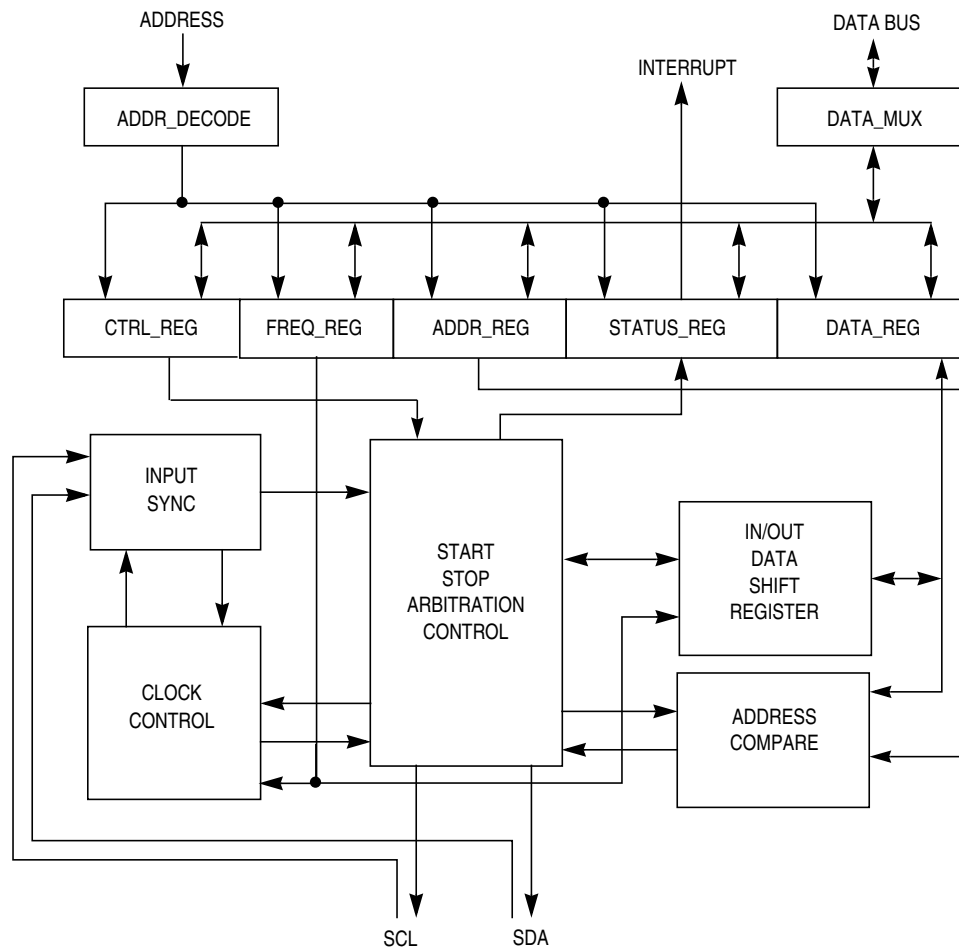 ADDRESS
DATA BUS
INTERRUPT
ADDR_DECODE
DATA_MUX
CTRL_REG
FREQ_REG
ADDR_REG
STATUS_REG
DATA_REG
INPUT
SYNC
START
STOP
ARBITRATION
CONTROL
IN/OUT
DATA
SHIFT
REGISTER
CLOCK
CONTROL
ADDRESS
COMPARE
SCL
SDA